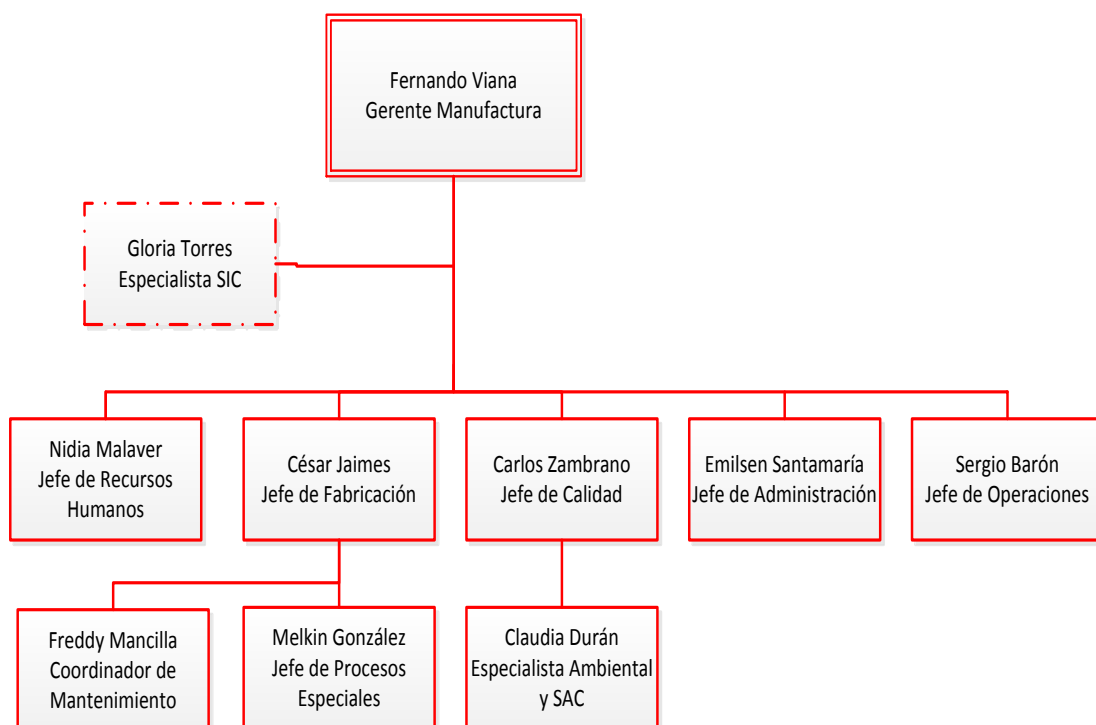 Fernando Viana
Gerente Manufactura
Gloria Torres
Especialista SIC
Nidia Malaver
Jefe de Recursos
Humanos
César Jaimes
Jefe de Fabricación
Carlos Zambrano
Jefe de Calidad
Emilsen Santamaría
Jefe de Administración
Sergio Barón
Jefe de Operaciones
Freddy Mancilla
Coordinador de
Mantenimiento
Melkin González
Jefe de Procesos
Especiales
Claudia Durán
Especialista Ambiental
y SAC